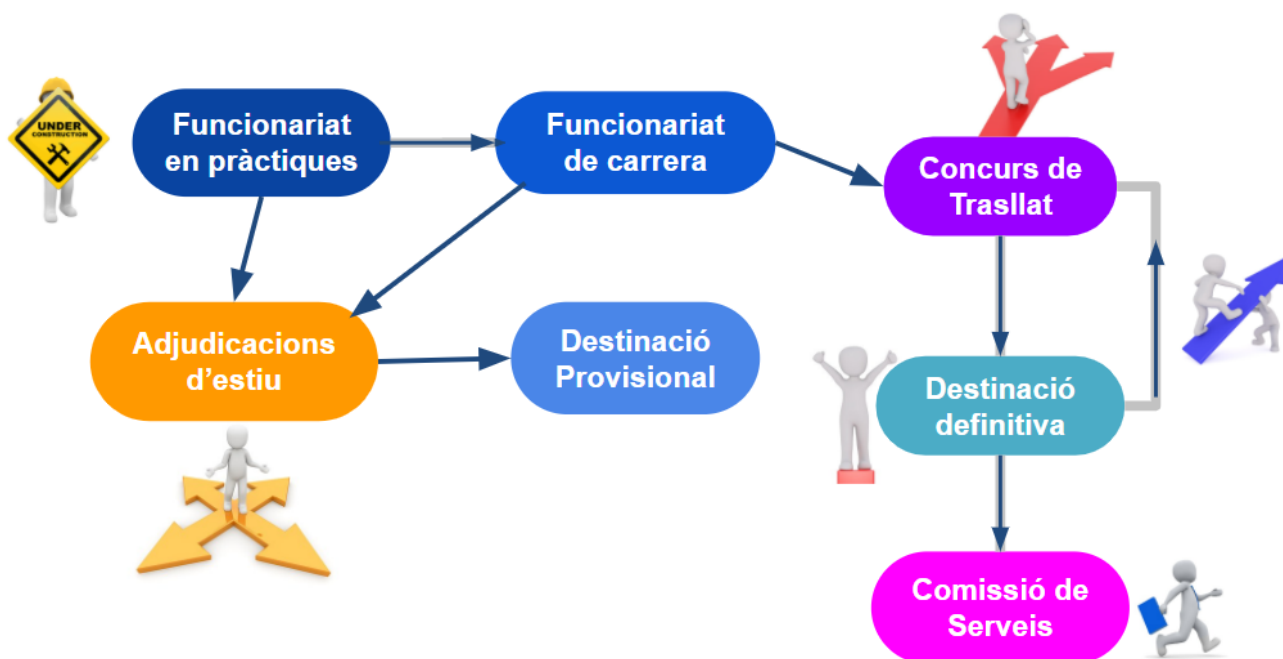 UNDER
CONSTRUCTION
Funcionariat
en pràctiques
Funcionariat
de carrera
Concurs de
Trasllat
Adjudicacions
d’estiu
Destinació
Provisional
Destinació
definitiva
Comissió de
Serveis